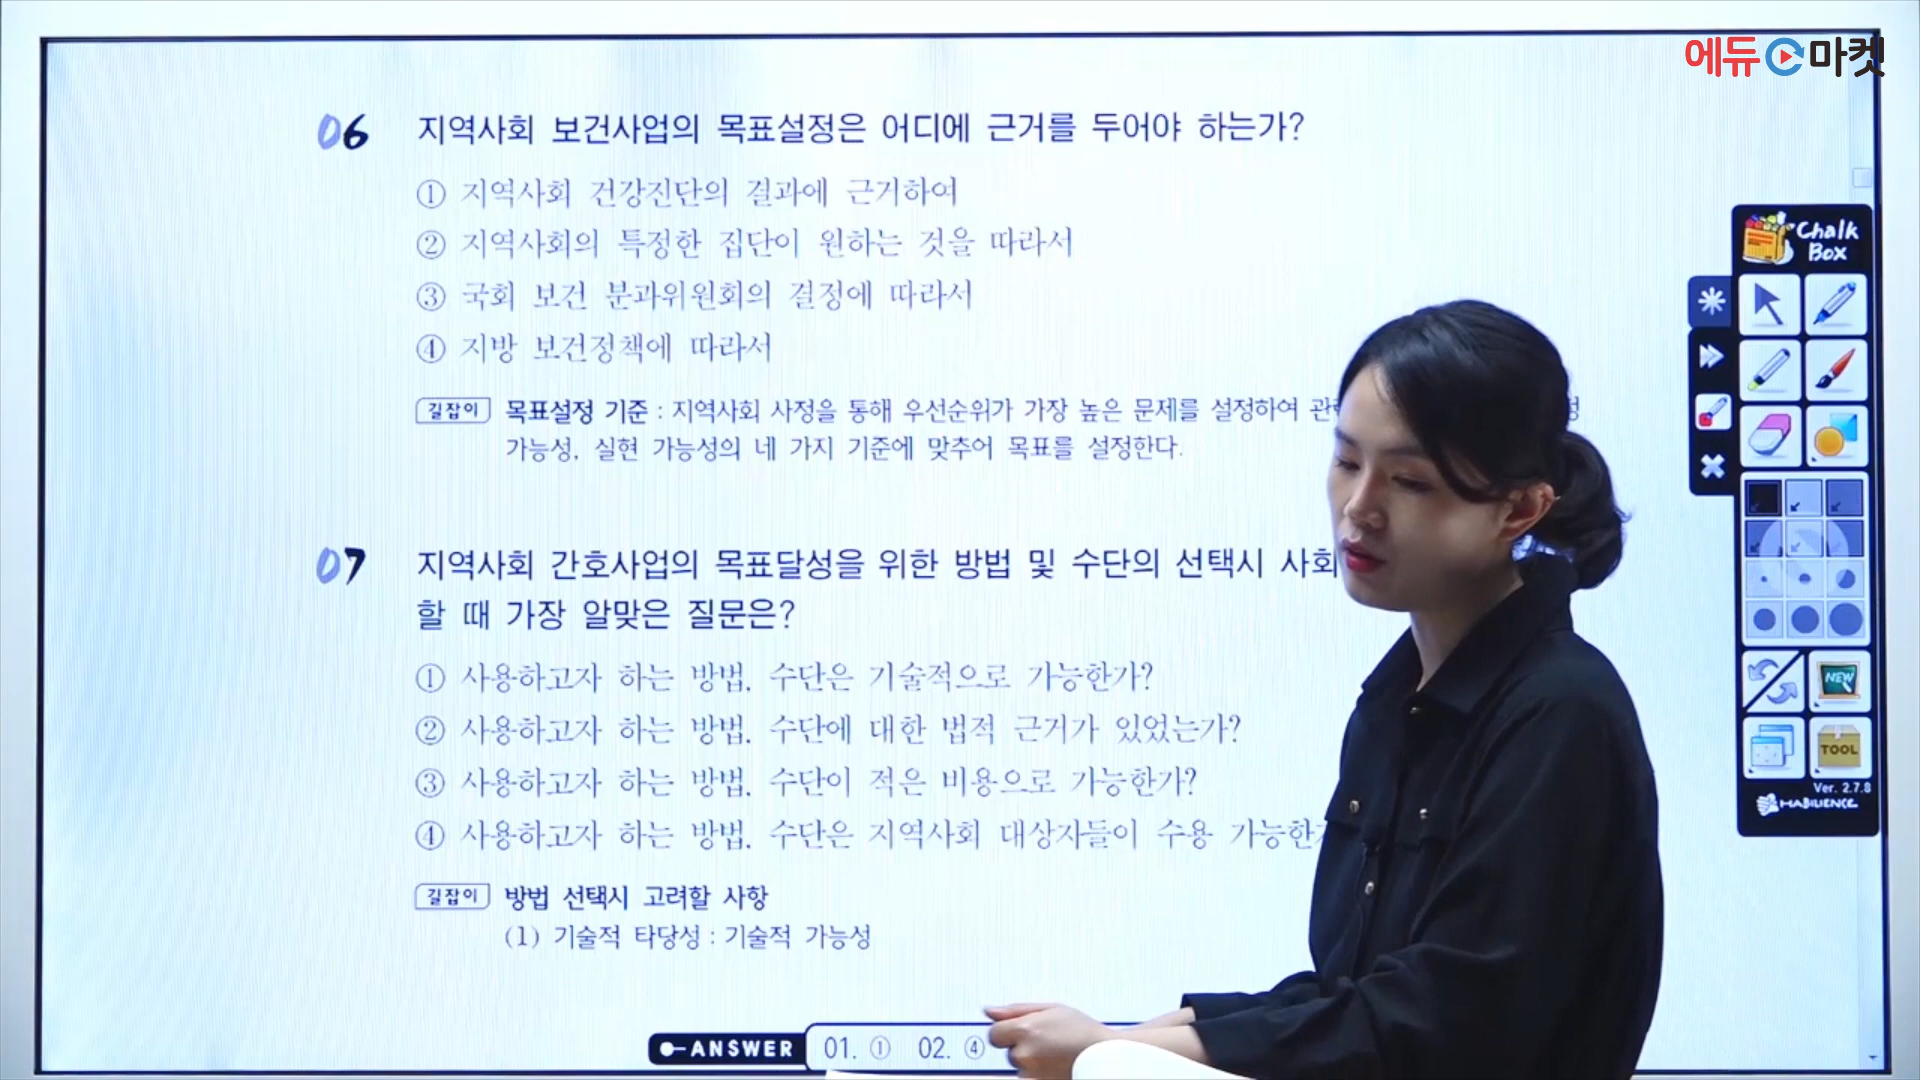 에듀 마켓
06 지역사회 보건사업의 목표설정은 어디에 근거를 두어야 하는가?
① 지역사회 건강진단의 결과에 근거하여
② 지역사회의 특정한 집단이 원하는 것을 따라서
③ 국회 보건 분과위원회의 결정에 따라서
④ 지방 보건정책에 따라서
길잡이 목표설정 기준 : 지역사회 사정을 통해 우선순위가 가장 높은 문제를 설정하여
가능성, 실현 가능성의 네 가지 기준에 맞추어 목표를 설정한다.
07 지역사회 간호사업의 목표달성을 위한 방법 및 수단의 선택시 사회
할 때 가장 알맞은 질문은?
① 사용하고자 하는 방법, 수단은 기술적으로 가능한가?
② 사용하고자 하는 방법, 수단에 대한 법적 근거가 있었는가?
③ 사용하고자 하는 방법, 수단이 적은 비용으로 가능한가?
④ 사용하고자 하는 방법, 수단은 지역사회 대상자들이 수용
길잡이 방법 선택시 고려할 사항
(1) 기술적 타당성 : 기술적 가능성
ANSWER 01. ① 02. ④
Chalk
Box
NEW
TOOL
Ver. 2.7.8
HABILIENCE